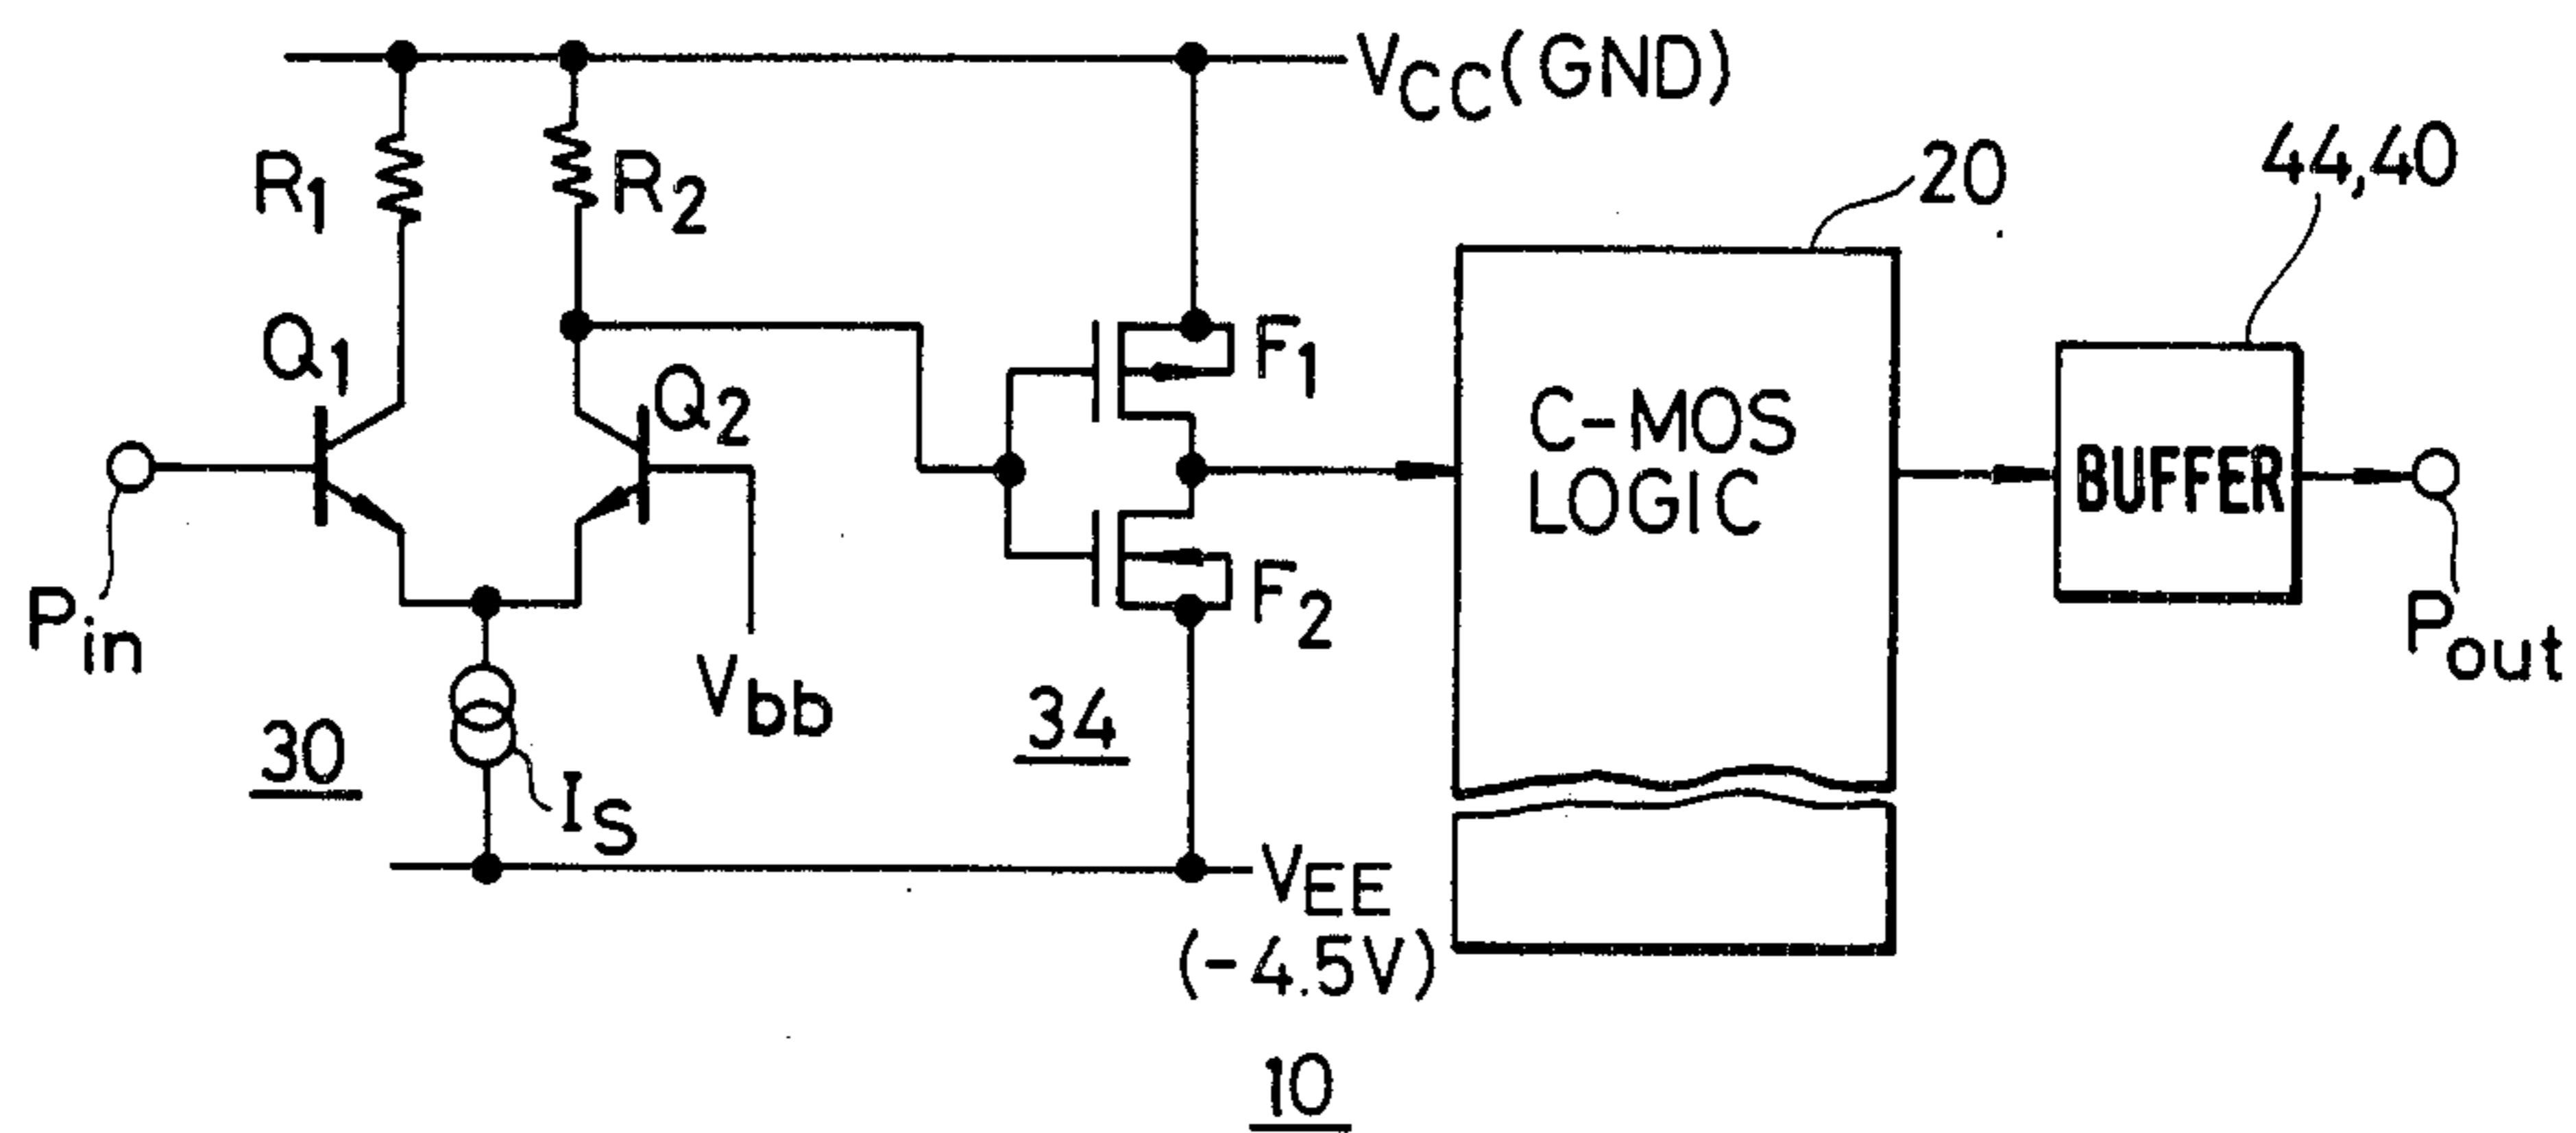 VCC(GND)
44,40
20
R1
R2
Q1
Q2
F1
C-MOS
LOGIC
BUFFER
Pin
F2
Pout
Vbb
34
30
IS
VEE
(-4.5V)
10